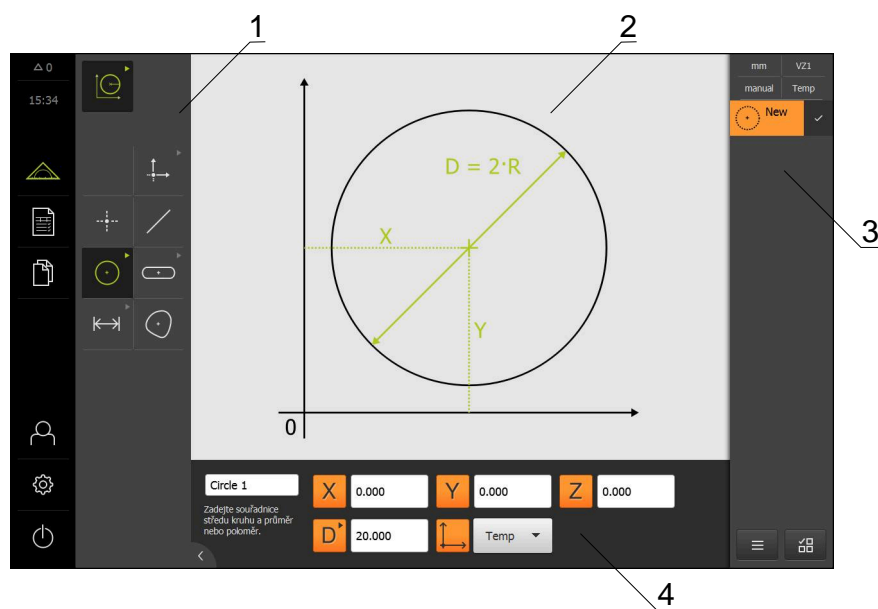 1
2
0
15:34
mm
VZ1
manual
Temp
New
D = 2·R
X
Y
0
3
Circle 1
Zadejte souřadnice
středu kruhu a průměr
nebo poloměr.
X
0.000
Y
0.000
Z
0.000
D
20.000
Temp
4